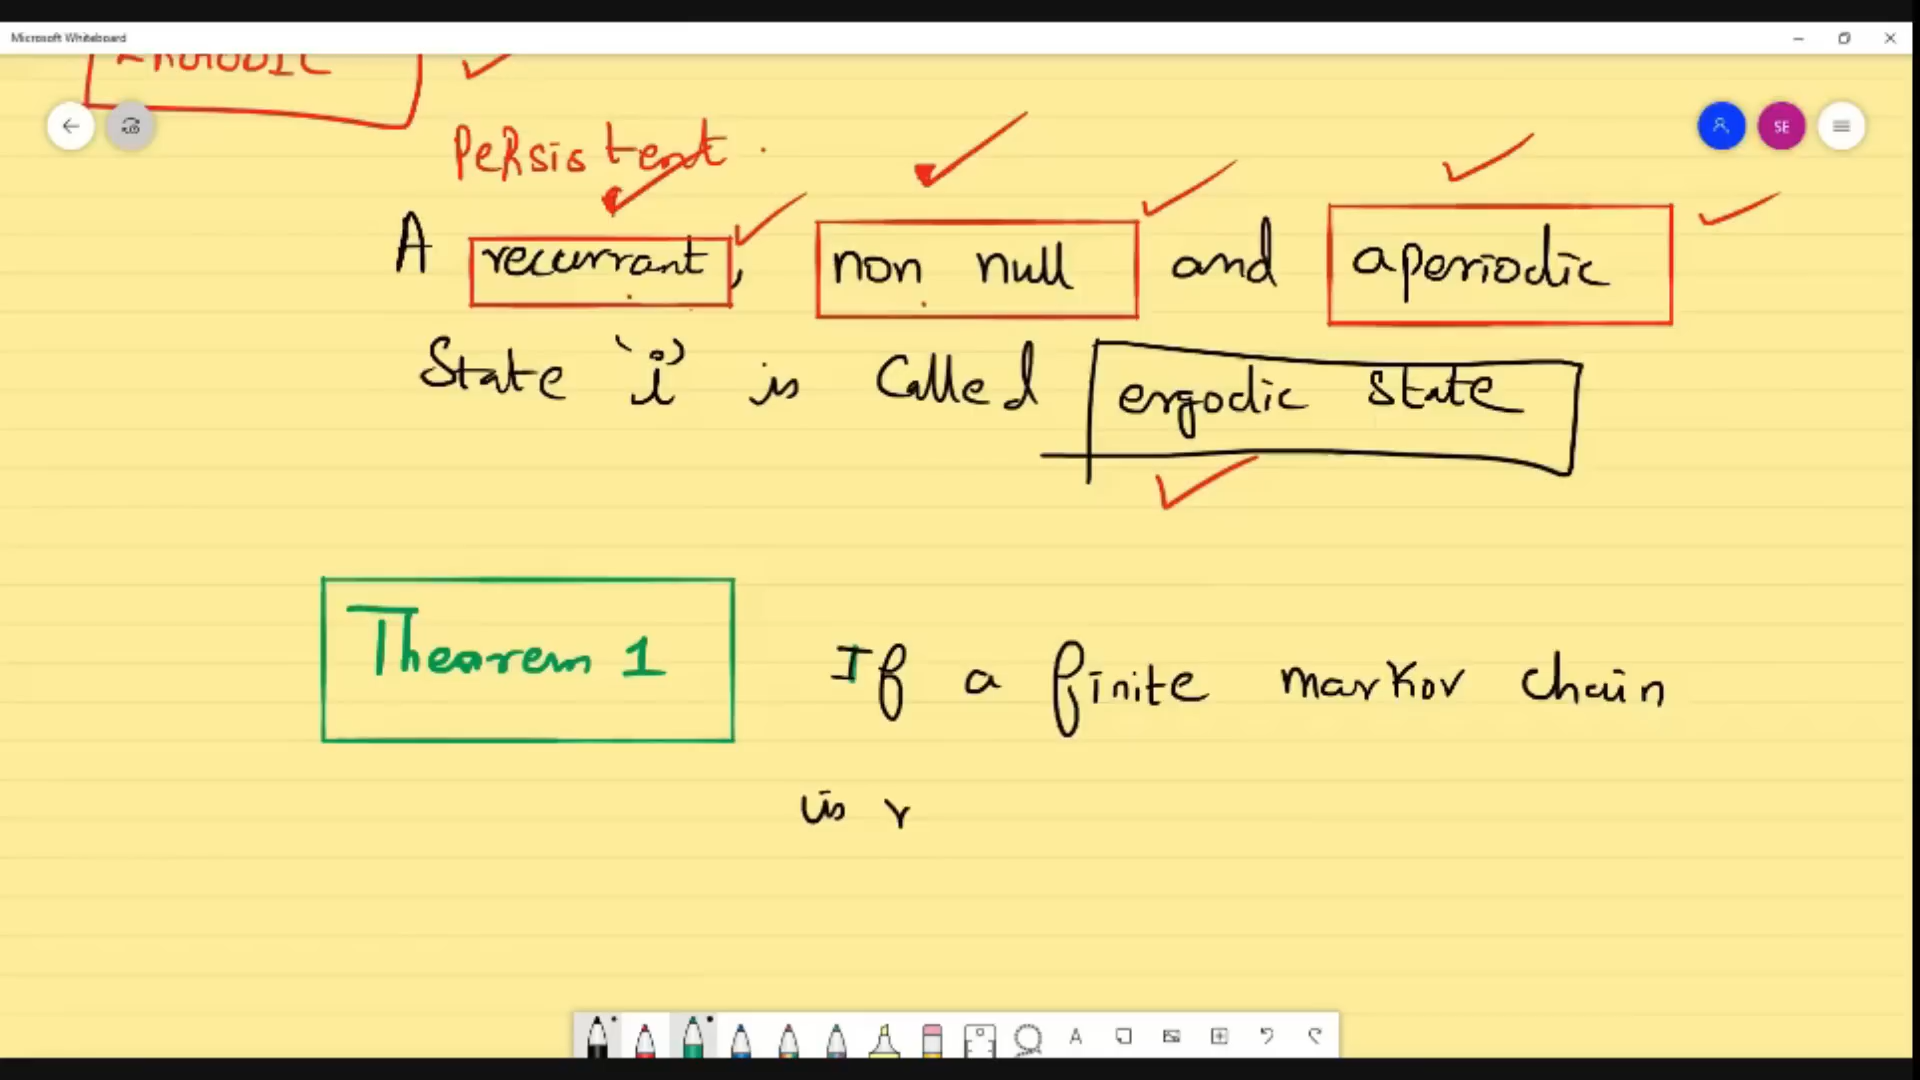 Microsoft Whiteboard
SE
Persistent.
A recurrant, non null and aperiodic
State 'i' is Called ergodic state
Theorem 1 If a finite markov chain
is r
A